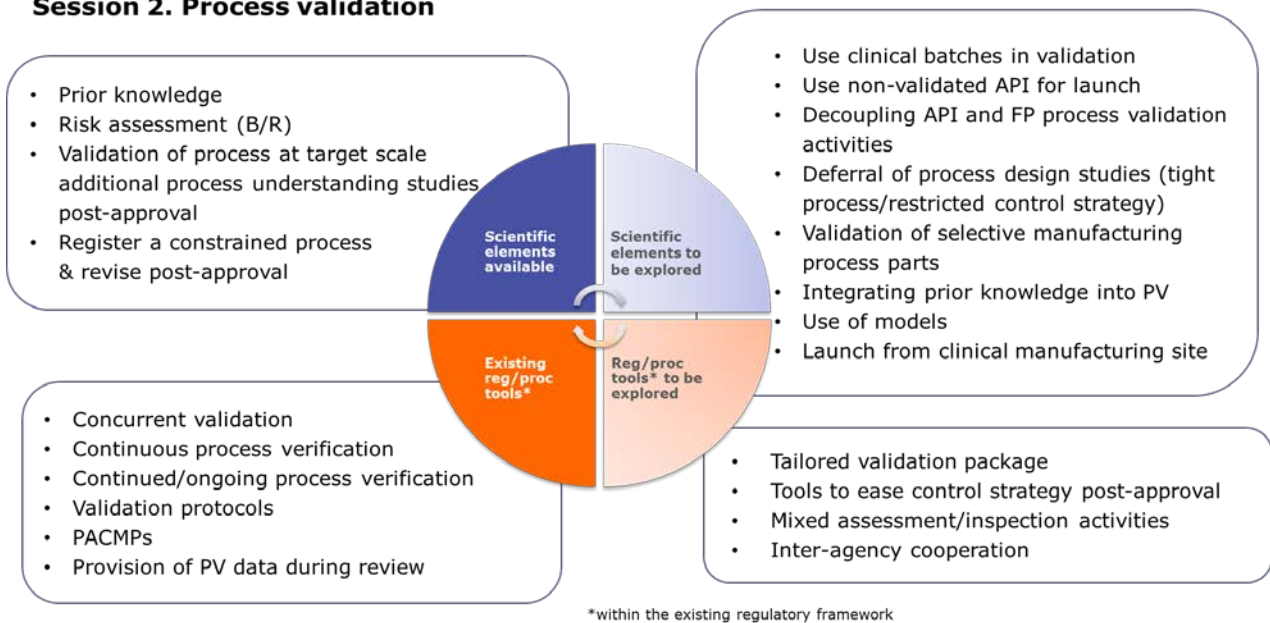 Session 2. Process validation
• Prior knowledge
• Risk assessment (B/R)
• Validation of process at target scale
additional process understanding studies
post-approval
• Register a constrained process
& revise post-approval
• Use clinical batches in validation
• Use non-validated API for launch
• Decoupling API and FP process validation
activities
• Deferral of process design studies (tight
process/restricted control strategy)
• Validation of selective manufacturing
process parts
• Integrating prior knowledge into PV
• Use of models
• Launch from clinical manufacturing site
Scientific
elements
available
Scientific
elements to
be explored
Existing
reg/proc
tools*
Reg/proc
tools* to be
explored
• Concurrent validation
• Continuous process verification
• Continued/ongoing process verification
• Validation protocols
• PACMPs
• Provision of PV data during review
• Tailored validation package
• Tools to ease control strategy post-approval
• Mixed assessment/inspection activities
• Inter-agency cooperation
*within the existing regulatory framework